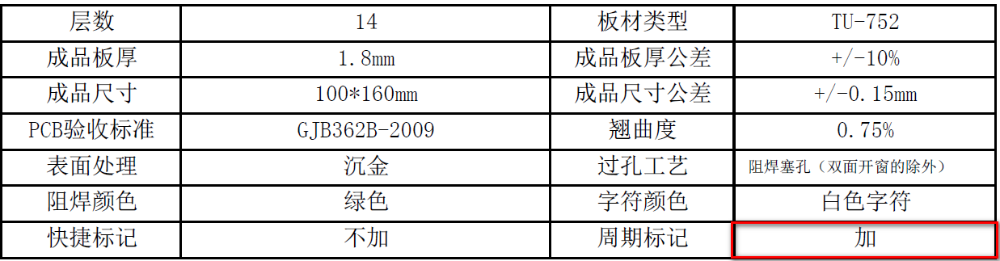 层数 14 板材类型 TU-752
成品板厚 1.8mm 成品板厚公差 +/-10%
成品尺寸 100*160mm 成品尺寸公差 +/-0.15mm
PCB验收标准 GJB362B-2009 翘曲度 0.75%
表面处理 沉金 过孔工艺 阻焊塞孔（双面开窗的除外）
阻焊颜色 绿色 字符颜色 白色字符
快捷标记 不加 周期标记 加